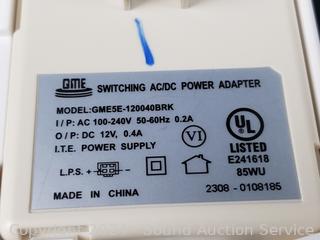 GME
SWITCHING AC/DC POWER ADAPTER
MODEL:GME5E-120040BRK
I / P: AC 100-240V 50-60Hz 0.2A
O / P: DC 12V, 0.4A
I.T.E. POWER SUPPLY
VI
UL
LISTED
E241618
85WU
L.P.S. + -
MADE IN CHINA
2308 - 0108185
Sound Auction Service